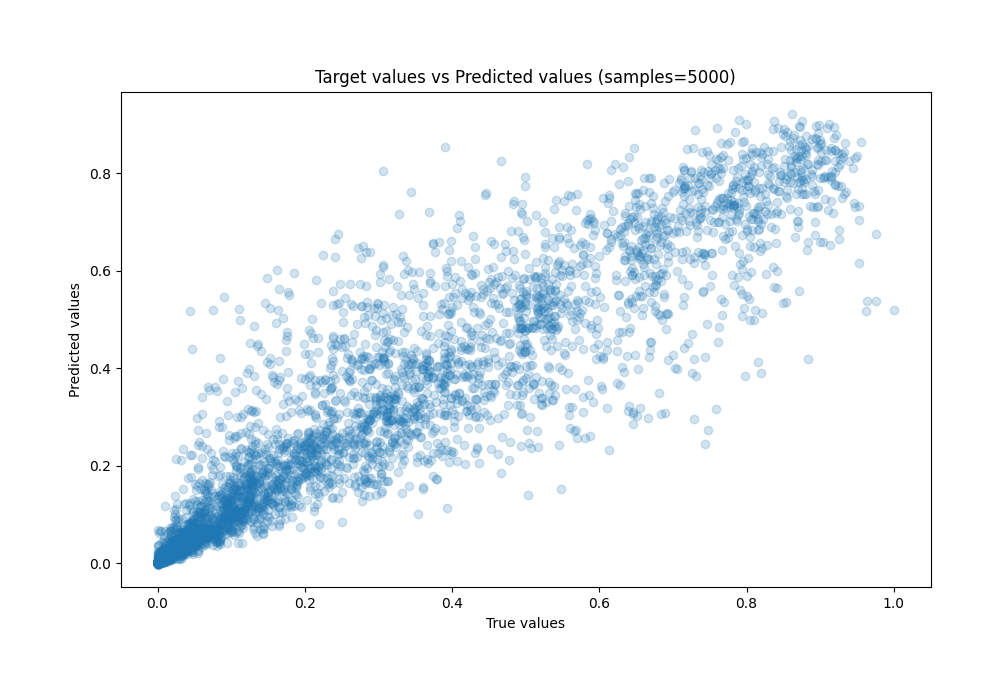 Target values vs Predicted values (samples=5000)
Predicted values
0.8
0.6
0.4
0.2
0.0
0.0 0.2 0.4 0.6 0.8 1.0
True values